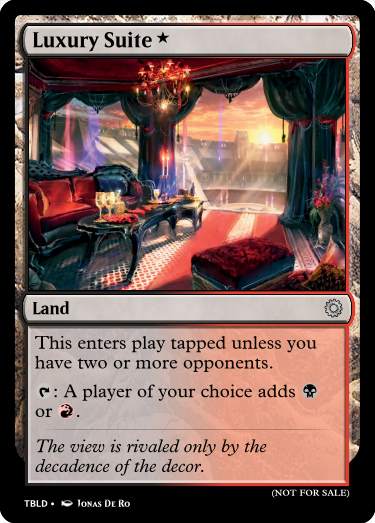 Luxury Suite ★
Land
This enters play tapped unless you
have two or more opponents.
: A player of your choice adds
or .
The view is rivaled only by the
decadence of the decor.
(NOT FOR SALE)
TBLD • Jonas De Ro